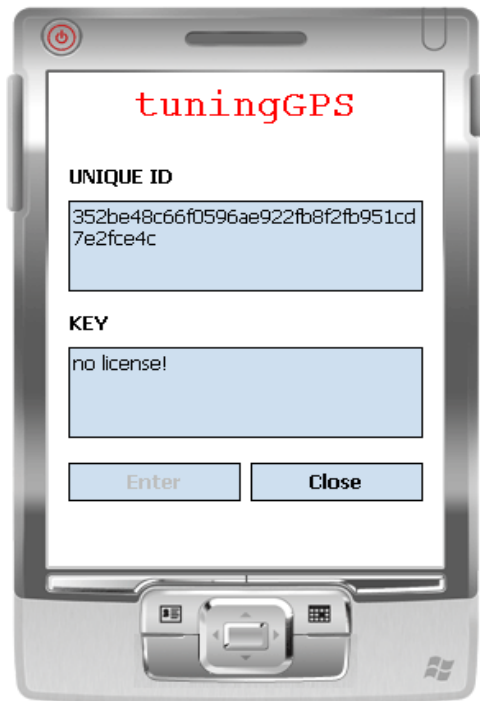 tuningGPS
UNIQUE ID
352be48c66f0596ae922fb8f2fb951cd
7e2fce4c
KEY
no license!
Enter
Close